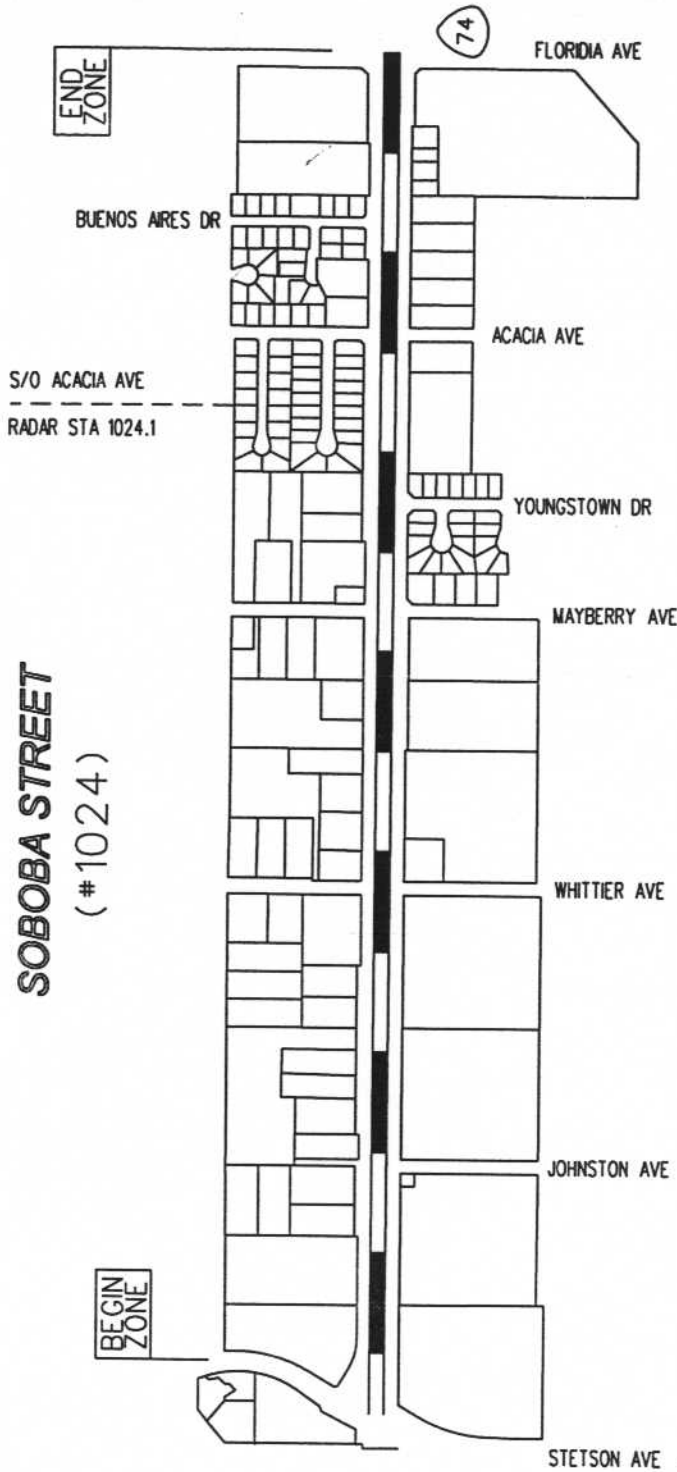 74
FLORIDIA AVE
END
ZONE
BUENOS AIRES DR
ACACIA AVE
S/O ACACIA AVE
RADAR STA 1024.1
YOUNGSTOWN DR
MAYBERRY AVE
SOBOBA STREET
(#1024)
WHITTIER AVE
JOHNSTON AVE
BEGIN
ZONE
STETSON AVE